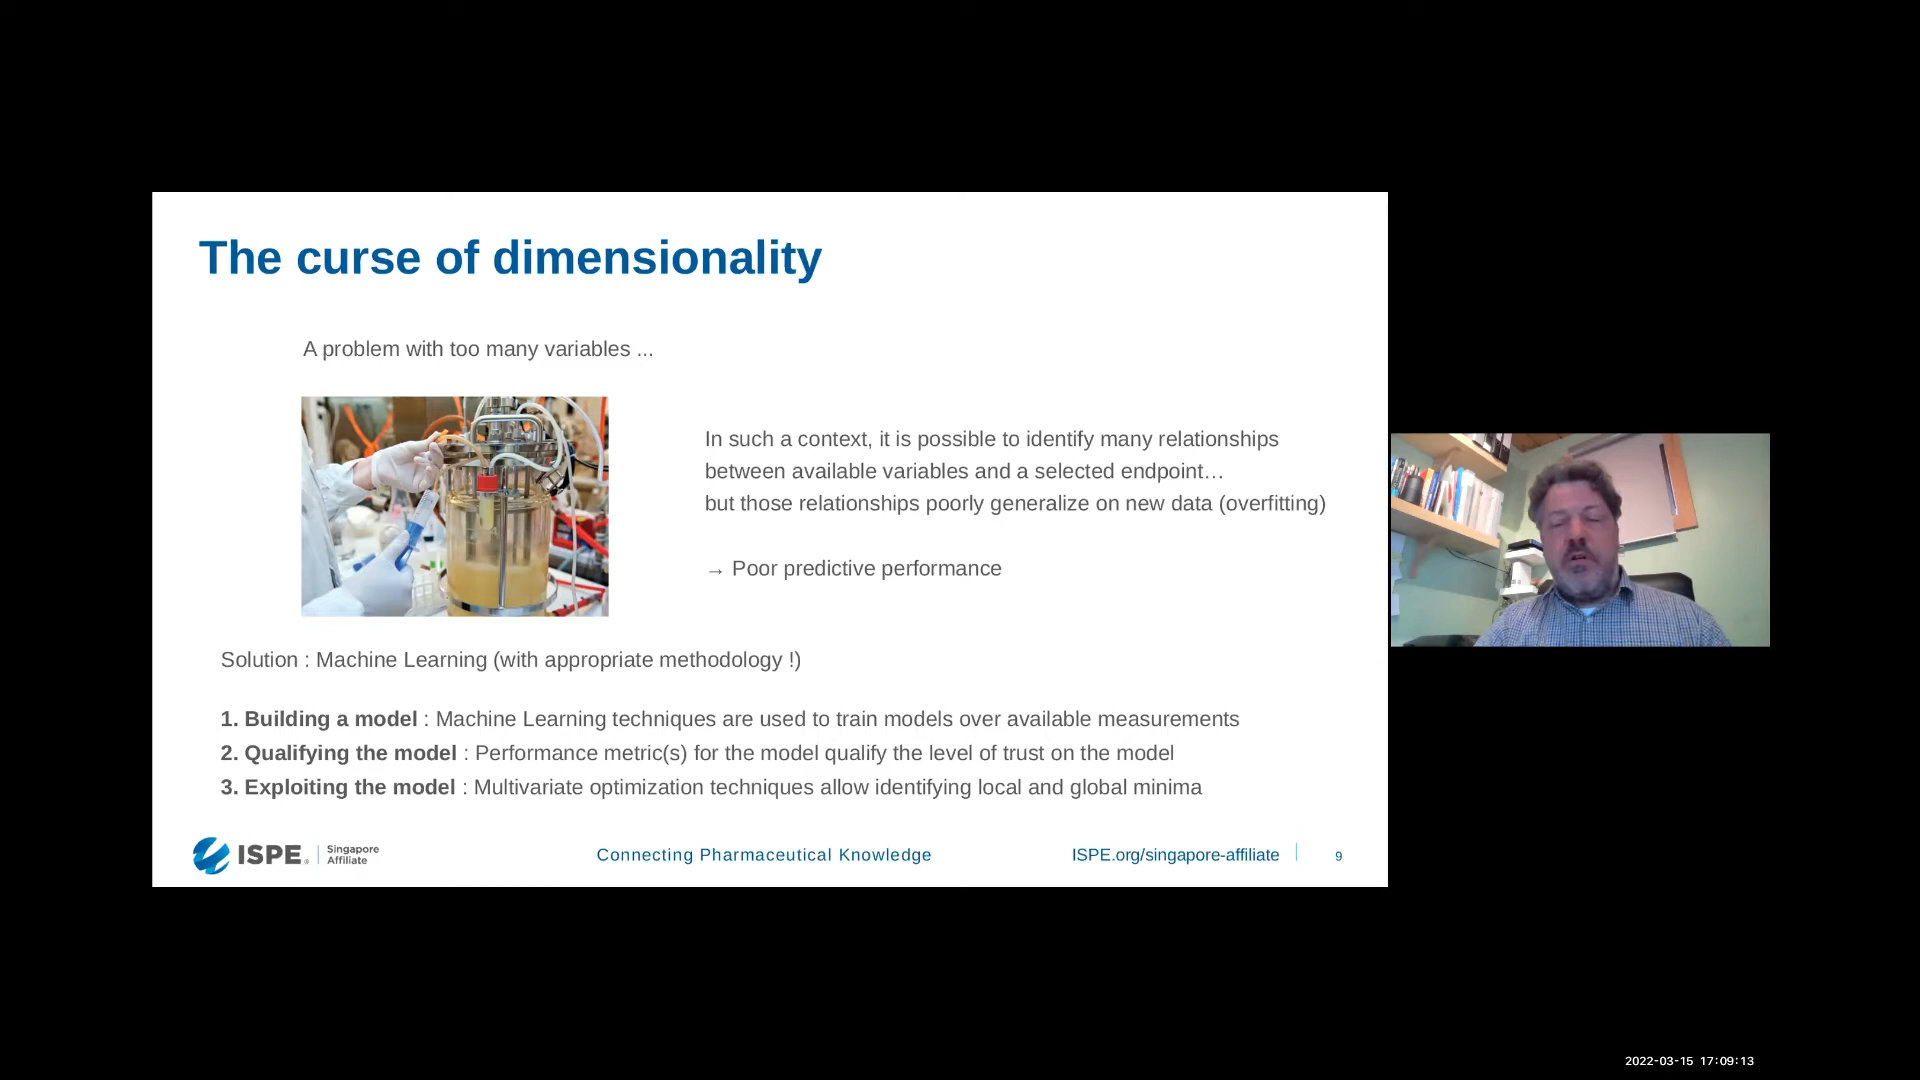 The curse of dimensionality
A problem with too many variables ...
In such a context, it is possible to identify many relationships
between available variables and a selected endpoint…
but those relationships poorly generalize on new data (overfitting)
→ Poor predictive performance
Solution : Machine Learning (with appropriate methodology !)
1. Building a model : Machine Learning techniques are used to train models over available measurements
2. Qualifying the model : Performance metric(s) for the model qualify the level of trust on the model
3. Exploiting the model : Multivariate optimization techniques allow identifying local and global minima
ISPE®
Singapore
Affiliate
Connecting Pharmaceutical Knowledge
ISPE.org/singapore-affiliate
9
2022-03-15 17:09:13